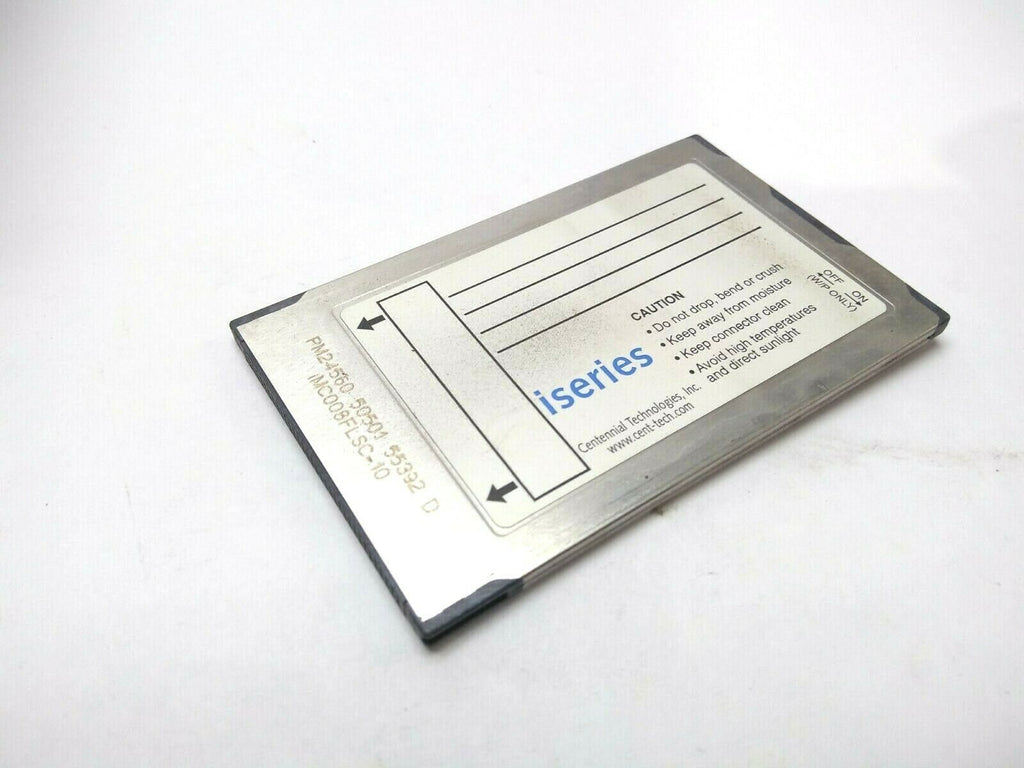 PM24560 50501 55392 D
iMC008FLSC-10
iseries
Centennial Technologies, Inc.
www.cent-tech.com
CAUTION
• Do not drop, bend or crush
• Keep away from moisture
• Keep connector clean
• Avoid high temperatures
and direct sunlight
OFF ON
(W/P ONLY)